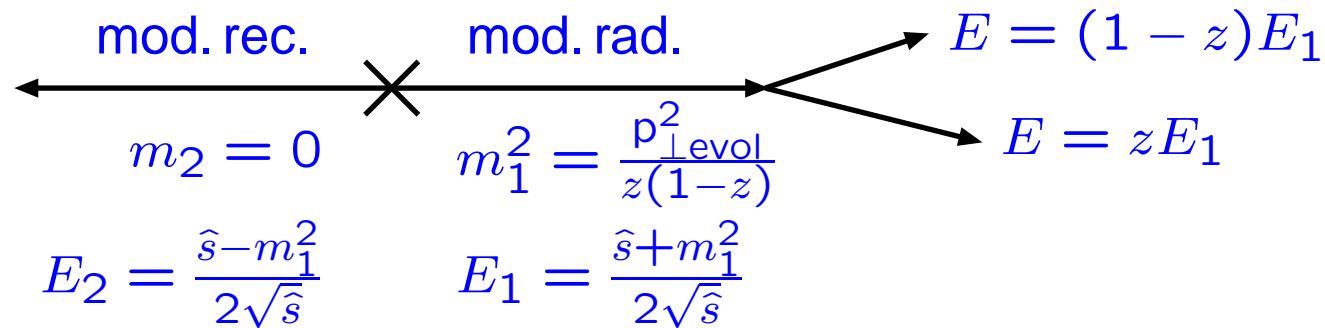 mod. rec. mod. rad. E = (1 − z)E₁
m₂ = 0 m₁² = p²⊥evol / z(1−z) E = zE₁
E₂ = (ŝ−m₁²) / 2√ŝ E₁ = (ŝ+m₁²) / 2√ŝ